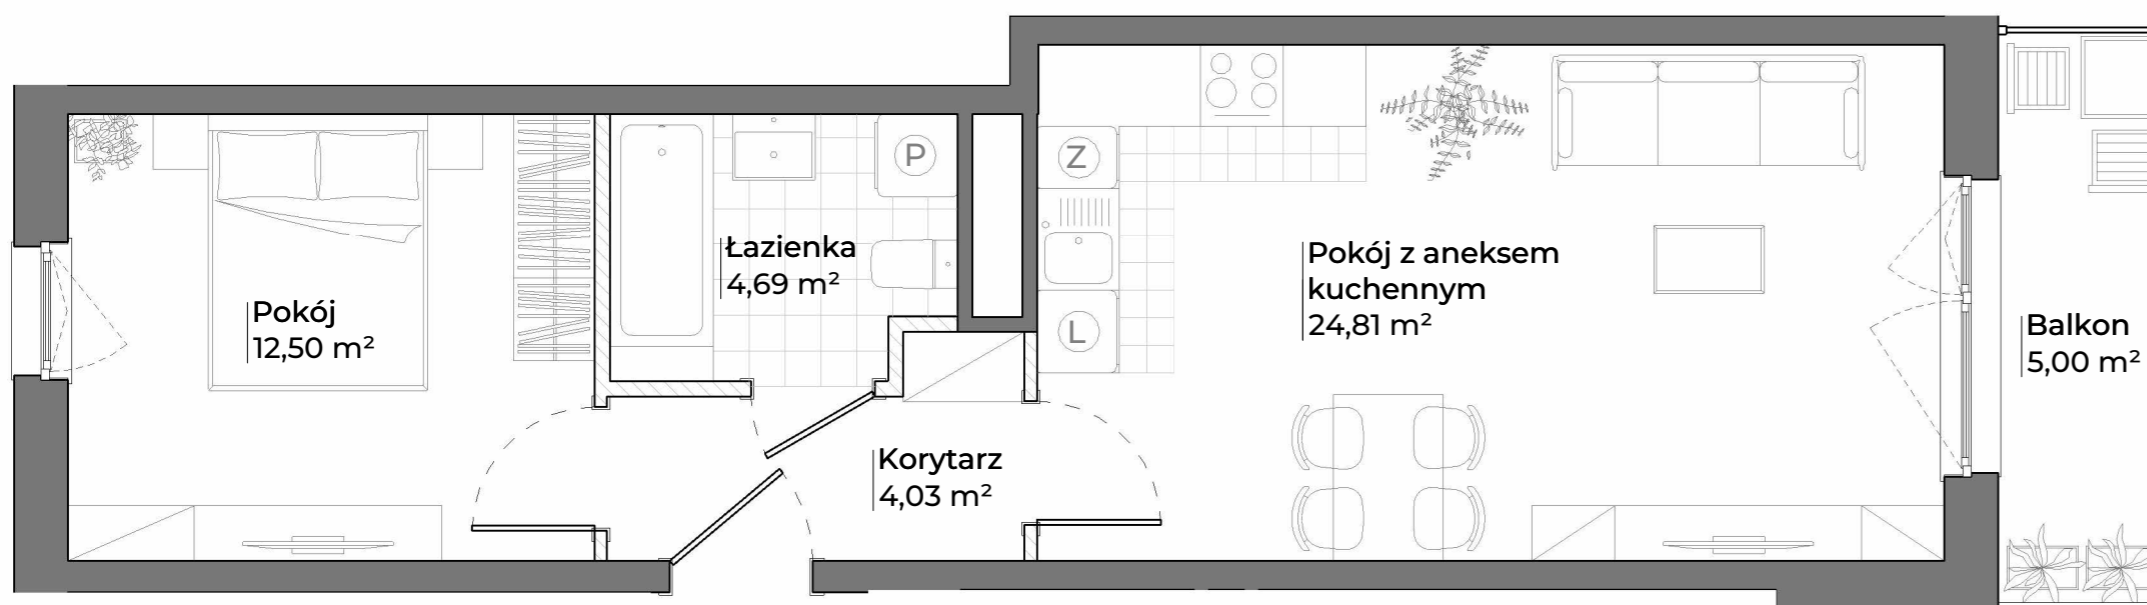 Pokój
12,50 m²
Łazienka
4,69 m²
P
Z
L
Korytarz
4,03 m²
Pokój z aneksem
kuchennym
24,81 m²
Balkon
5,00 m²